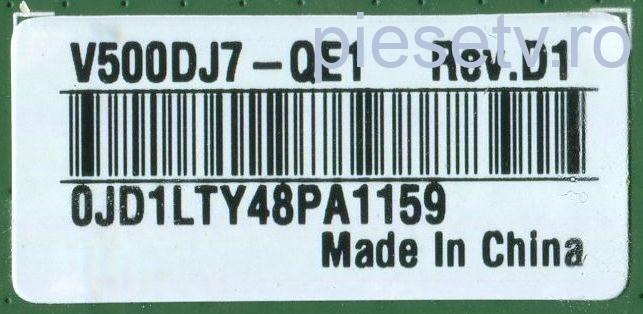 piesetv.ro
V500DJ7-QE1 Rev.D1
0JD1LTY48PA1159
Made In China